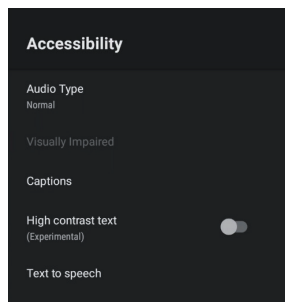 Accessibility
Audio Type
Normal
Visually Impaired
Captions
High contrast text
(Experimental)
Text to speech